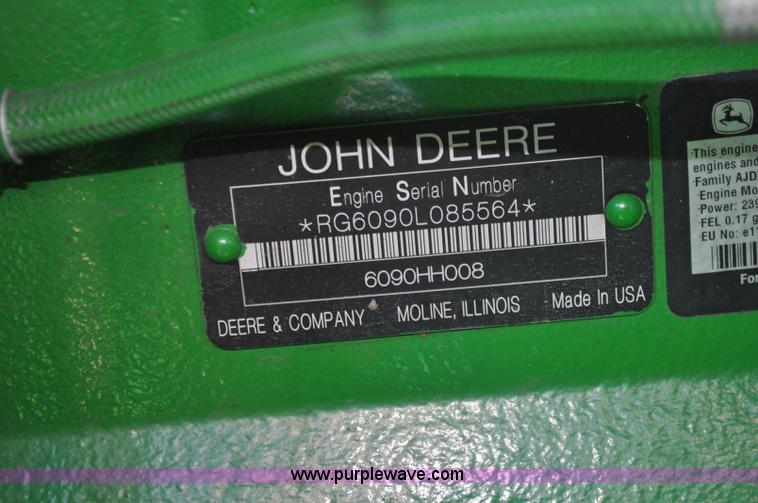 JOHN DEERE
Engine Serial Number
*RG6090L085564*
6090HH008
DEERE & COMPANY MOLINE, ILLINOIS Made In USA
This engine
engines and
Family AJD
Engine Mo
Power: 239
FEL 0.17 g
EU No: e1
For
www.purplewave.com